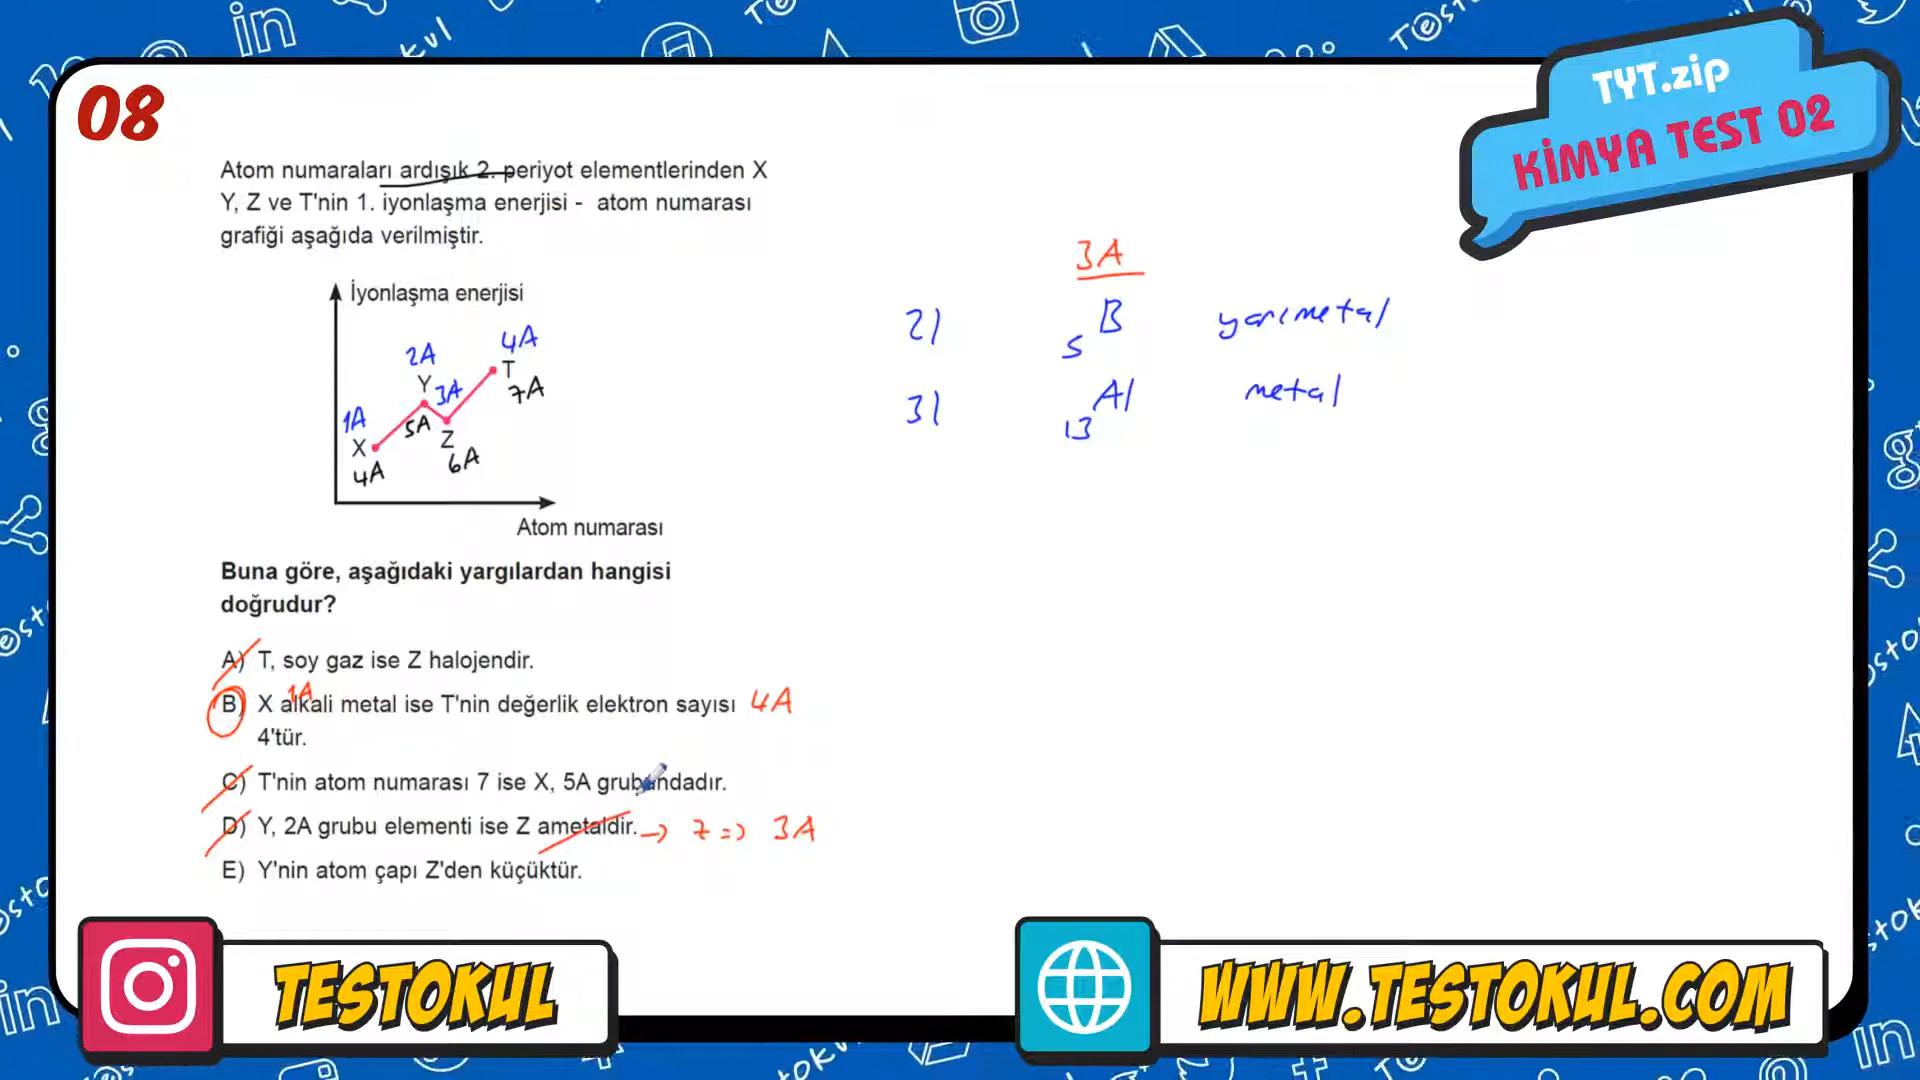 08
TYT.zip
KİMYA TEST 02
Atom numaraları ardışık 2. periyot elementlerinden X
Y, Z ve T'nin 1. iyonlaşma enerjisi - atom numarası
grafiği aşağıda verilmiştir.
İyonlaşma enerjisi
4A
2A
Y
3A
T
7A
1A
5A
X
Z
4A
6A
Atom numarası
3A
2)
5B
yarımetal
3)
13Al
metal
Buna göre, aşağıdaki yargılardan hangisi
doğrudur?
A) T, soy gaz ise Z halojendir.
1A
B) X alkali metal ise T'nin değerlik elektron sayısı 4A
4'tür.
C) T'nin atom numarası 7 ise X, 5A grubundadır.
D) Y, 2A grubu elementi ise Z ametaldir. → Z => 3A
E) Y'nin atom çapı Z'den küçüktür.
TESTOKUL
WWW.TESTOKUL.COM